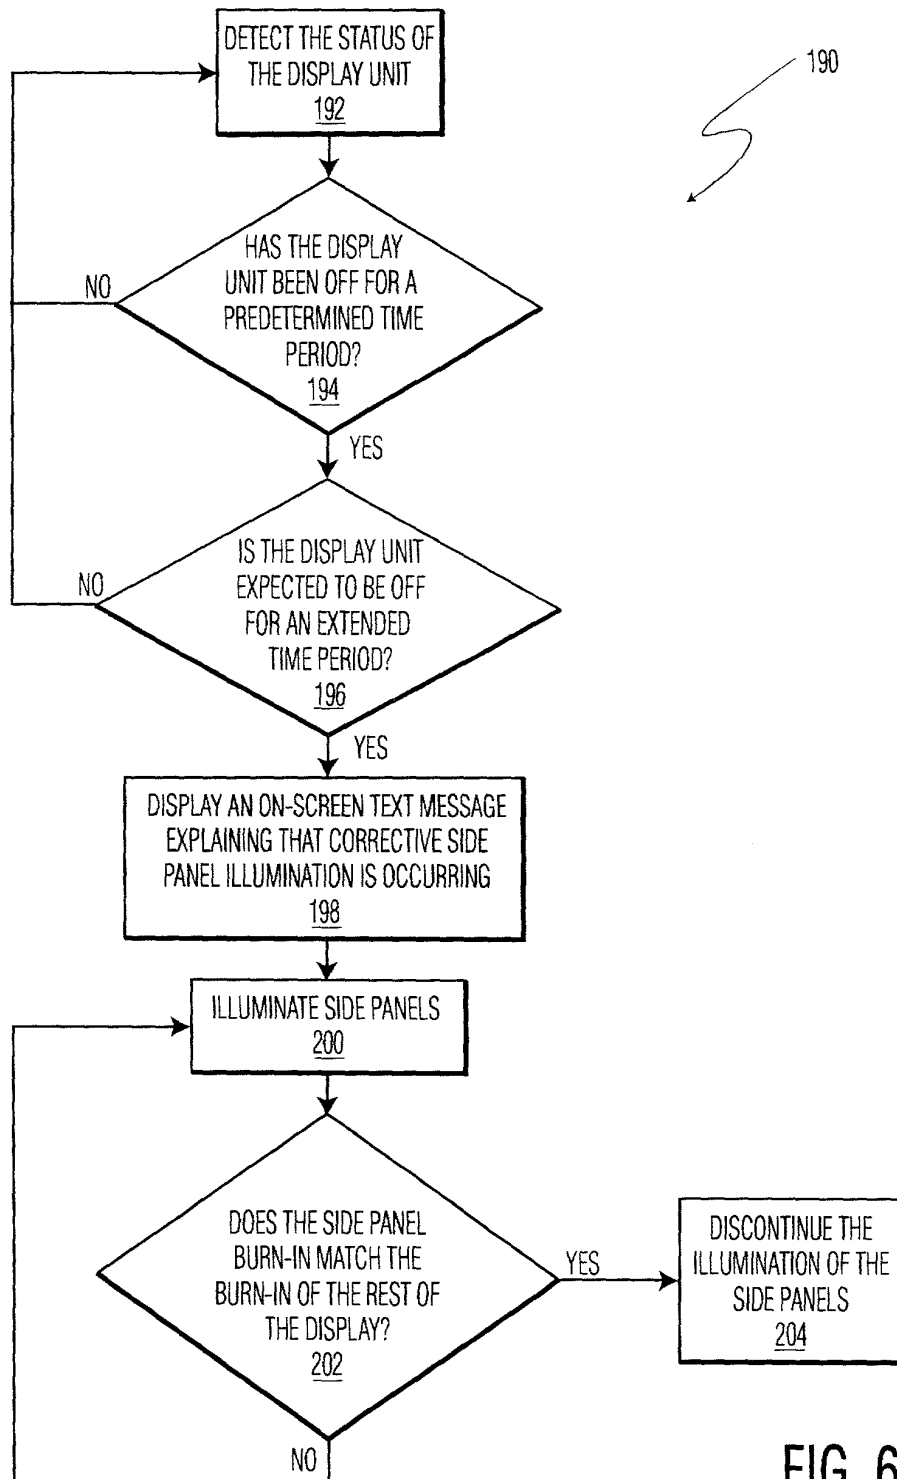 DETECT THE STATUS OF
THE DISPLAY UNIT
192
190
HAS THE DISPLAY
UNIT BEEN OFF FOR A
PREDETERMINED TIME
PERIOD?
194
NO
YES
IS THE DISPLAY UNIT
EXPECTED TO BE OFF
FOR AN EXTENDED
TIME PERIOD?
196
NO
YES
DISPLAY AN ON-SCREEN TEXT MESSAGE
EXPLAINING THAT CORRECTIVE SIDE
PANEL ILLUMINATION IS OCCURRING
198
ILLUMINATE SIDE PANELS
200
DOES THE SIDE PANEL
BURN-IN MATCH THE
BURN-IN OF THE REST OF
THE DISPLAY?
202
YES
DISCONTINUE THE
ILLUMINATION OF THE
SIDE PANELS
204
NO
FIG. 6